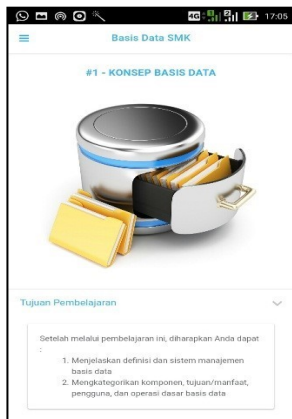 4G 17:05
Basis Data SMK
#1 - KONSEP BASIS DATA
Tujuan Pembelajaran
Setelah melalui pembelajaran ini, diharapkan Anda dapat
:
1. Menjelaskan definisi dan sistem manajemen
basis data
2. Mengkategorikan komponen, tujuan/manfaat,
pengguna, dan operasi dasar basis data